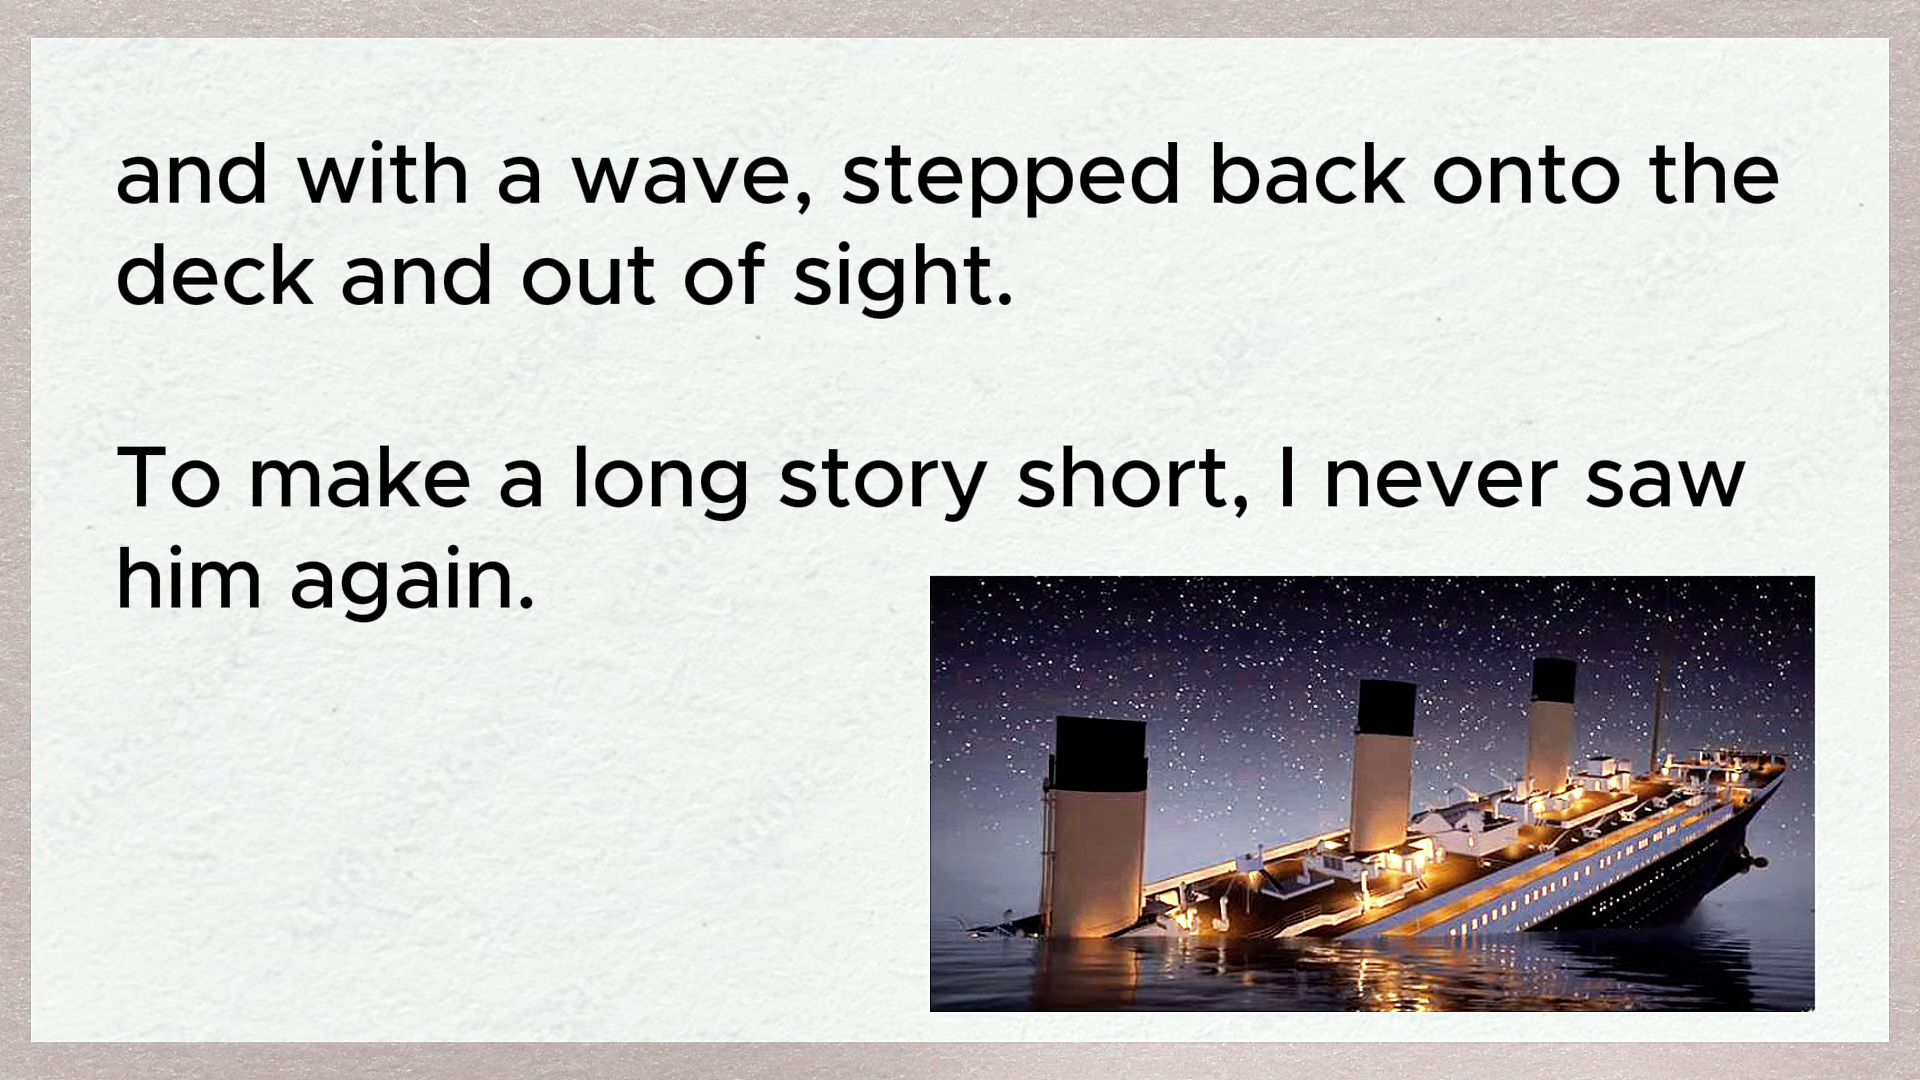 and with a wave, stepped back onto the
deck and out of sight.
To make a long story short, I never saw
him again.